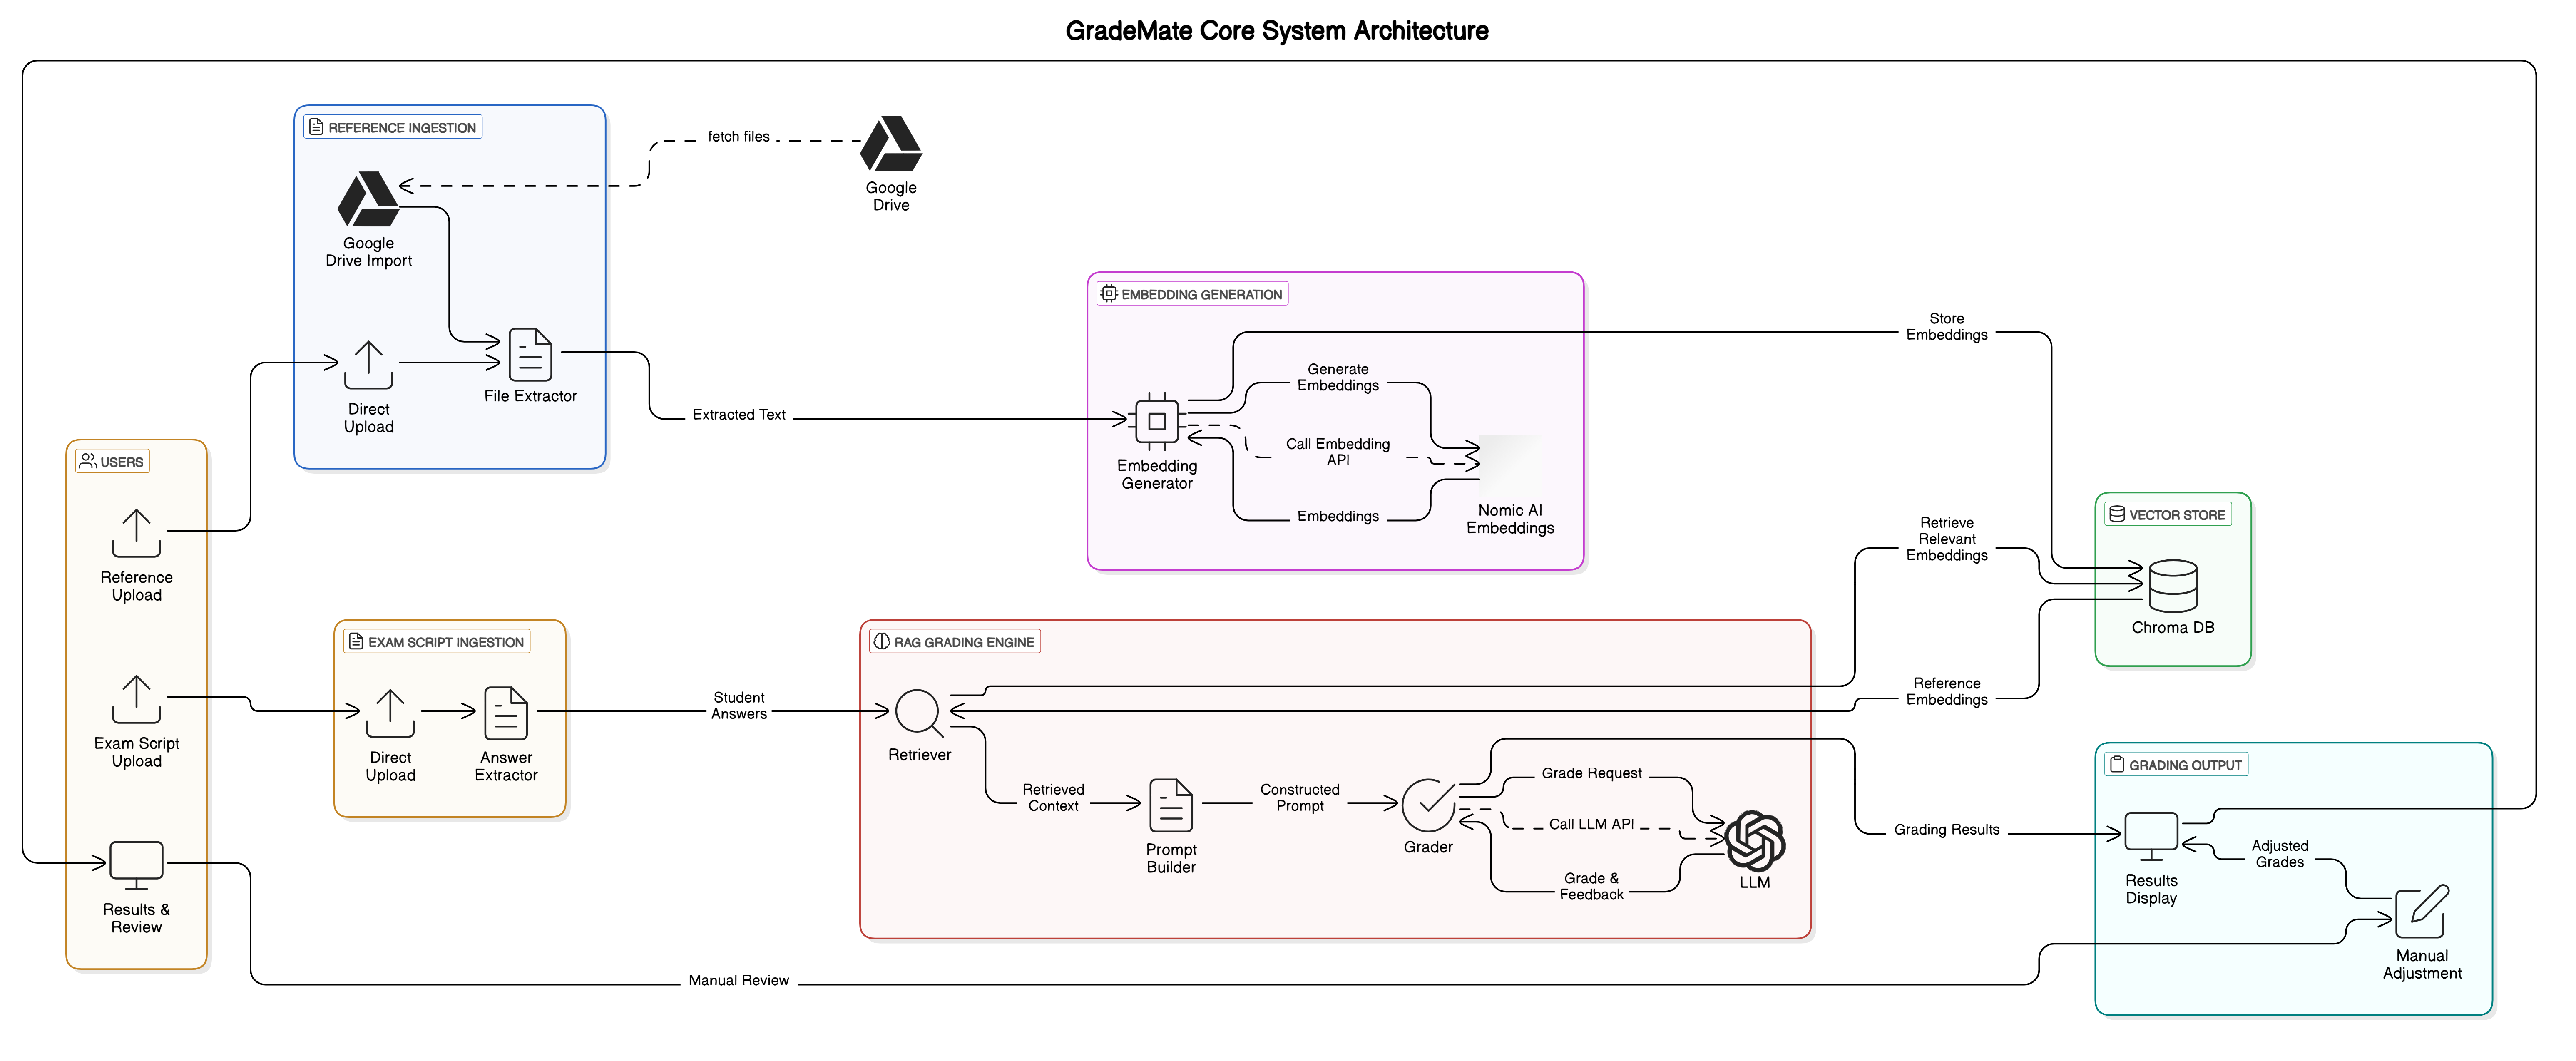 GradeMate Core System Architecture
REFERENCE INGESTION
fetch files
Google
Drive
Google
Drive Import
Direct
Upload
File Extractor
Extracted Text
EMBEDDING GENERATION
Embedding
Generator
Generate
Embeddings
Call Embedding
API
Embeddings
Nomic AI
Embeddings
Store
Embeddings
USERS
Reference
Upload
Exam Script
Upload
Results &
Review
EXAM SCRIPT INGESTION
Direct
Upload
Answer
Extractor
Student
Answers
RAG GRADING ENGINE
Retriever
Retrieved
Context
Prompt
Builder
Constructed
Prompt
Grader
Grade Request
Call LLM API
Grade &
Feedback
LLM
Retrieve
Relevant
Embeddings
Reference
Embeddings
VECTOR STORE
Chroma DB
Grading Results
GRADING OUTPUT
Results
Display
Adjusted
Grades
Manual
Adjustment
Manual Review